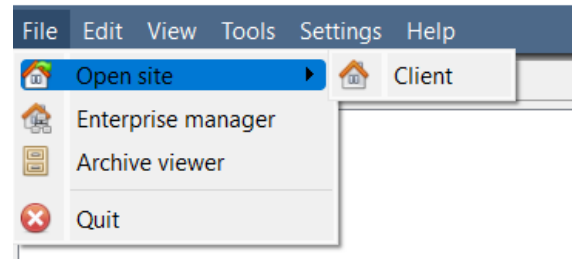 File Edit View Tools Settings Help
Open site Client
Enterprise manager
Archive viewer
Quit